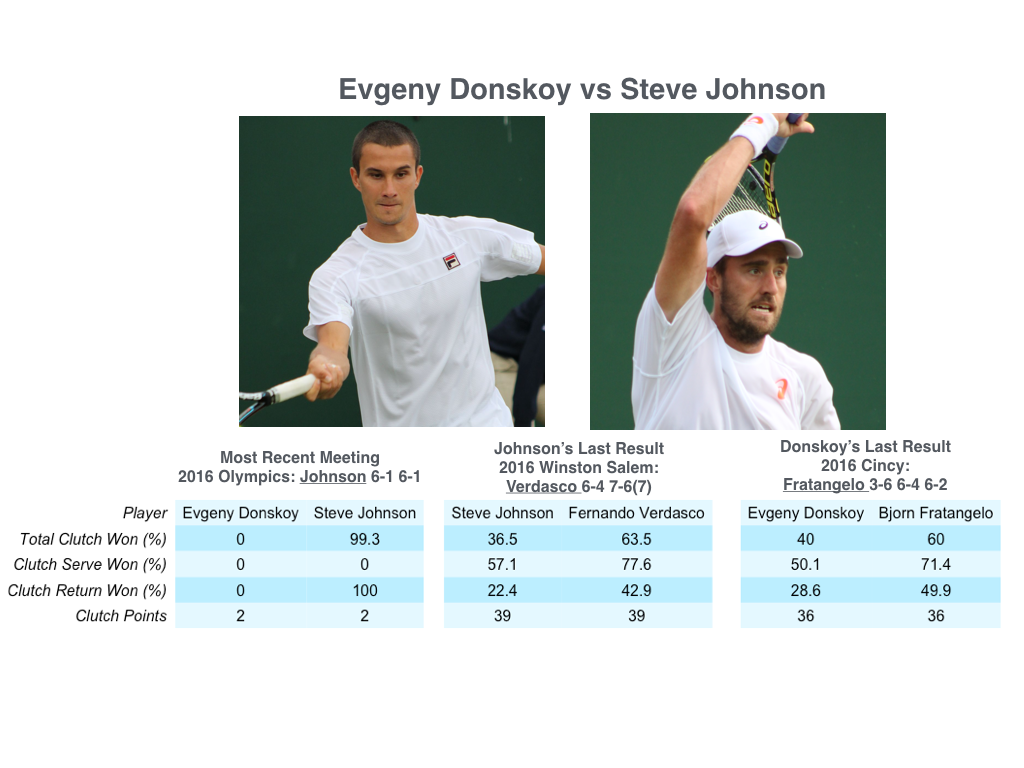 Evgeny Donskoy vs Steve Johnson
Most Recent Meeting
2016 Olympics: Johnson 6-1 6-1
Johnson’s Last Result
2016 Winston Salem:
Verdasco 6-4 7-6(7)
Donskoy’s Last Result
2016 Cincy:
Fratangelo 3-6 6-4 6-2
Player Evgeny Donskoy Steve Johnson Steve Johnson Fernando Verdasco Evgeny Donskoy Bjorn Fratangelo
Total Clutch Won (%) 0 99.3 36.5 63.5 40 60
Clutch Serve Won (%) 0 0 57.1 77.6 50.1 71.4
Clutch Return Won (%) 0 100 22.4 42.9 28.6 49.9
Clutch Points 2 2 39 39 36 36